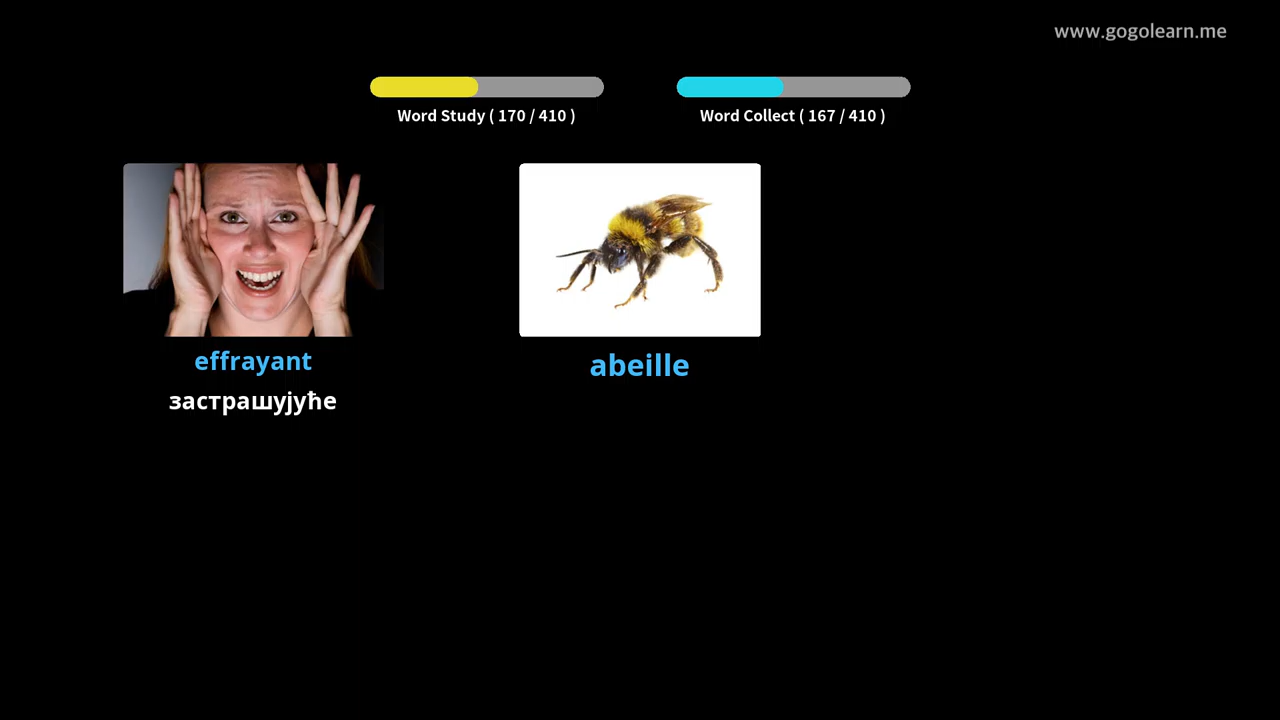 www.gogolearn.me
Word Study ( 170 / 410 )
Word Collect ( 167 / 410 )
effrayant
застрашујуће
abeille